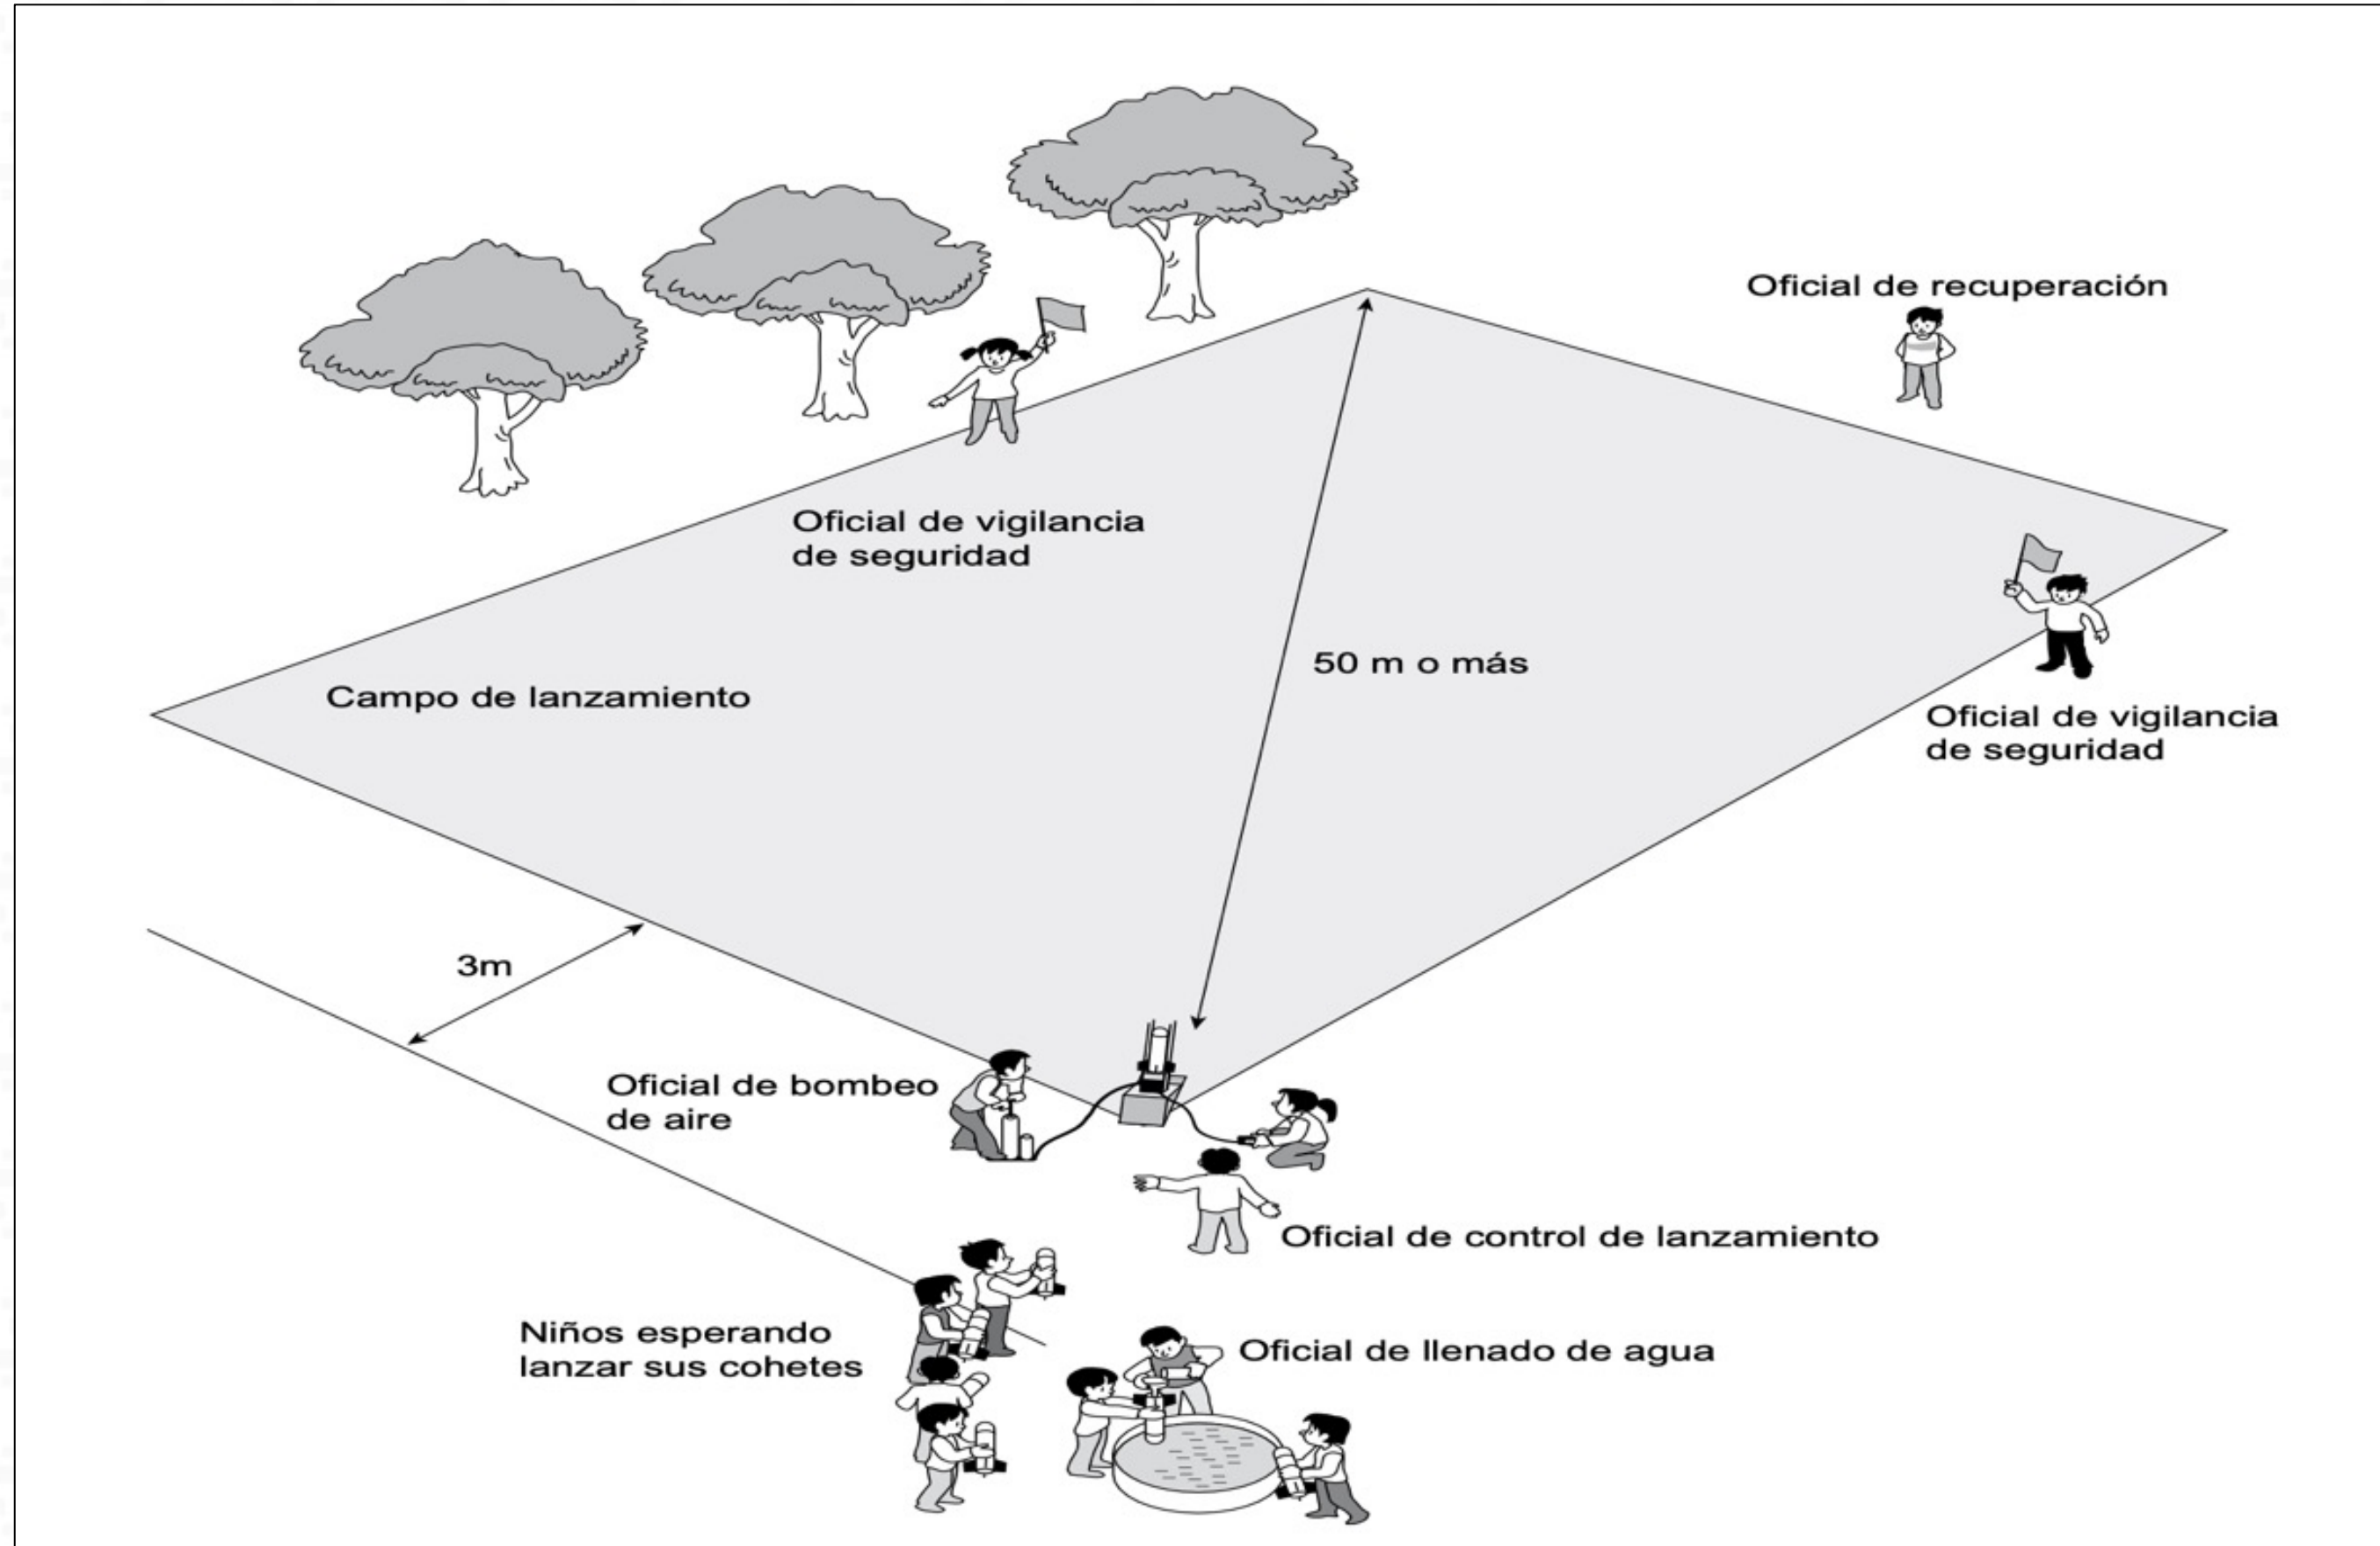 Oficial de recuperación
Oficial de vigilancia
de seguridad
50 m o más
Campo de lanzamiento
Oficial de vigilancia
de seguridad
3m
Oficial de bombeo
de aire
Oficial de control de lanzamiento
Niños esperando
lanzar sus cohetes
Oficial de llenado de agua